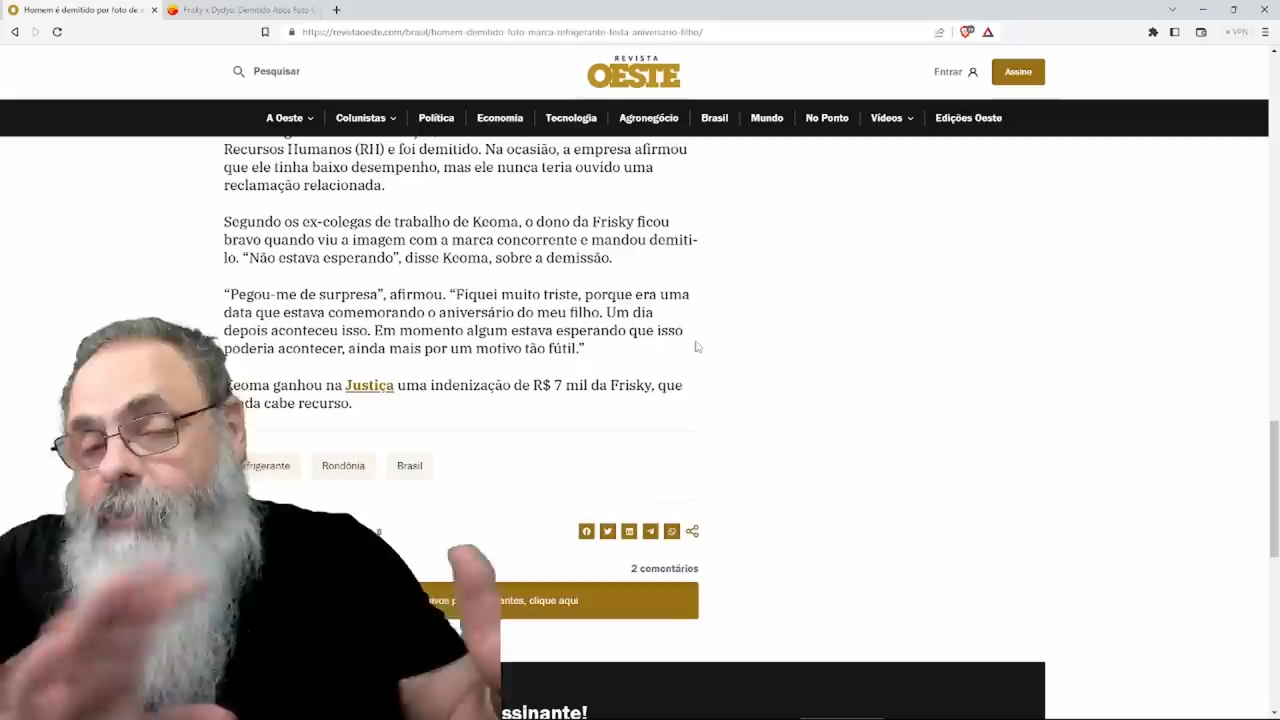 Homem é demitido por foto de
Frisky x Dydyo: Demitido Após Foto
https://revistaoeste.com/brasil/homem-demitido-foto-marca-refrigerante-festa-aniversario-filho/
VPN
Pesquisar
REVISTA
OESTE
Entrar
Assine
A Oeste
Colunistas
Política
Economia
Tecnologia
Agronegócio
Brasil
Mundo
No Ponto
Vídeos
Edições Oeste
Recursos Humanos (RH) e foi demitido. Na ocasião, a empresa afirmou
que ele tinha baixo desempenho, mas ele nunca teria ouvido uma
reclamação relacionada.
Segundo os ex-colegas de trabalho de Keoma, o dono da Frisky ficou
bravo quando viu a imagem com a marca concorrente e mandou demiti-
lo. “Não estava esperando”, disse Keoma, sobre a demissão.
“Pegou-me de surpresa”, afirmou. “Fiquei muito triste, porque era uma
data que estava comemorando o aniversário do meu filho. Um dia
depois aconteceu isso. Em momento algum estava esperando que isso
poderia acontecer, ainda mais por um motivo tão fútil.”
Keoma ganhou na Justiça uma indenização de R$ 7 mil da Frisky, que
cabe recurso.
Rondônia
Brasil
2 comentários
clique aqui